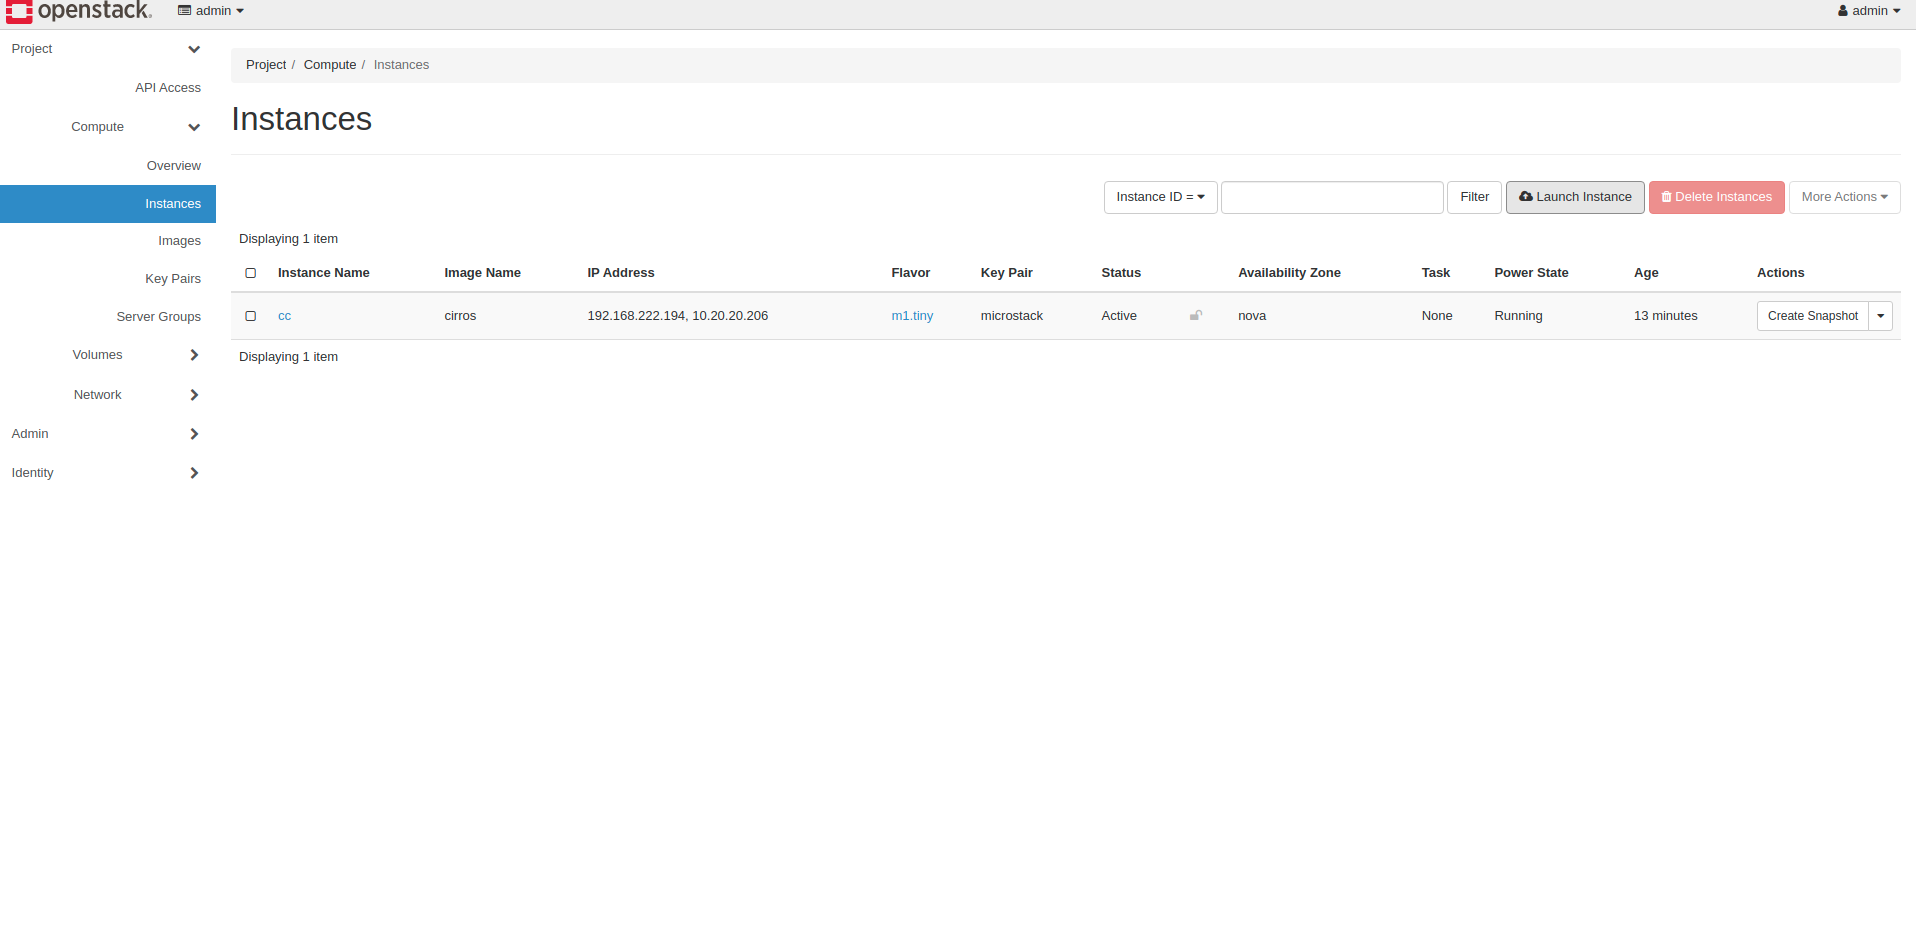 openstack. admin admin
Project
Project / Compute / Instances
API Access
Compute
Instances
Overview
Instances
Instance ID = Filter Launch Instance Delete Instances More Actions
Images
Displaying 1 item
Key Pairs
Instance Name Image Name IP Address Flavor Key Pair Status Availability Zone Task Power State Age Actions
Server Groups
cc cirros 192.168.222.194, 10.20.20.206 m1.tiny microstack Active nova None Running 13 minutes Create Snapshot
Volumes
Displaying 1 item
Network
Admin
Identity